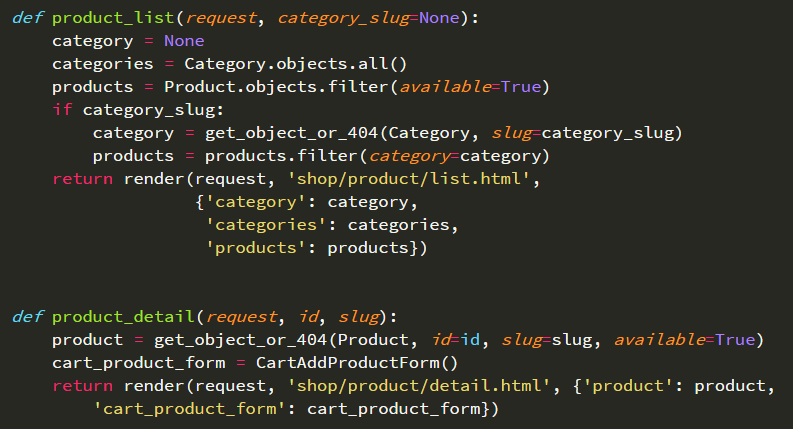 def product_list(request, category_slug=None):
    category = None
    categories = Category.objects.all()
    products = Product.objects.filter(available=True)
    if category_slug:
        category = get_object_or_404(Category, slug=category_slug)
        products = products.filter(category=category)
    return render(request, 'shop/product/list.html',
                  {'category': category,
                   'categories': categories,
                   'products': products})
def product_detail(request, id, slug):
    product = get_object_or_404(Product, id=id, slug=slug, available=True)
    cart_product_form = CartAddProductForm()
    return render(request, 'shop/product/detail.html', {'product': product,
        'cart_product_form': cart_product_form})